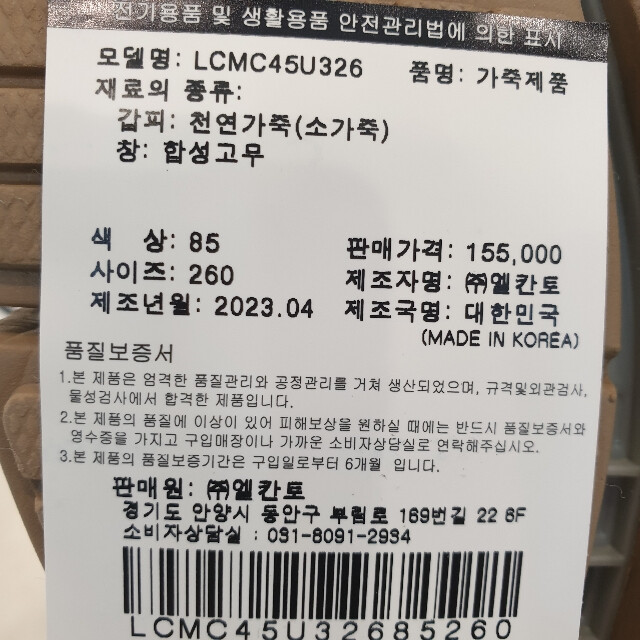 전기용품 및 생활용품 안전관리법에 의한 표시
모델명: LCMC45U326 품명: 가죽제품
재료의 종류:
갑피: 천연가죽(소가죽)
창: 합성고무
색 상: 85 판매가격: 155,000
사이즈: 260 제조자명: ㈜엘칸토
제조년월: 2023.04 제조국명: 대한민국
(MADE IN KOREA)
품질보증서
1.본 제품은 엄격한 품질관리와 공정관리를 거쳐 생산되었으며, 규격및외관검사,
물성검사에서 합격한 제품입니다.
2.본 제품의 품질에 이상이 있어 피해보상을 원하실 때에는 반드시 품질보증서와
영수증을 가지고 구입매장이나 가까운 소비자상담실로 연락해주십시오.
3.본 제품의 품질보증기간은 구입일로부터 6개월 입니다.
판매원: ㈜엘칸토
경기도 안양시 동안구 부림로 169번길 22 6F
소비자상담실 : 031-8091-2934
LCMC45U32685260